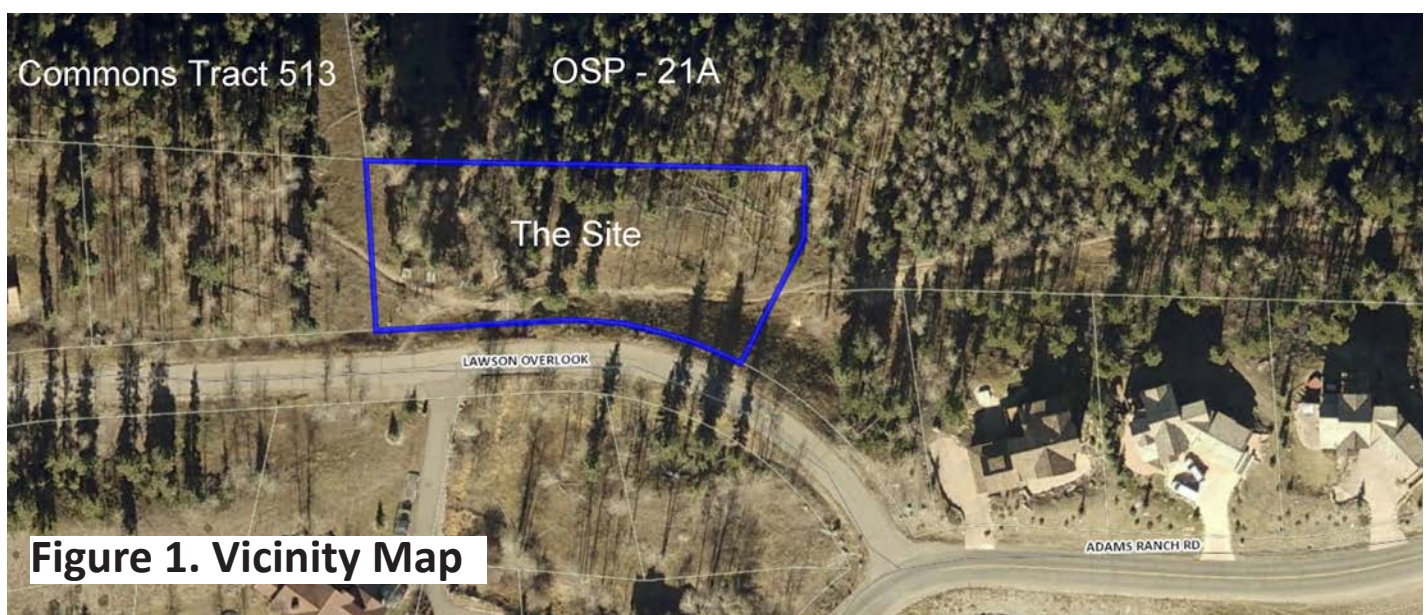 Commons Tract 513
OSP - 21A
The Site
LAWSON OVERLOOK
ADAMS RANCH RD
Figure 1. Vicinity Map